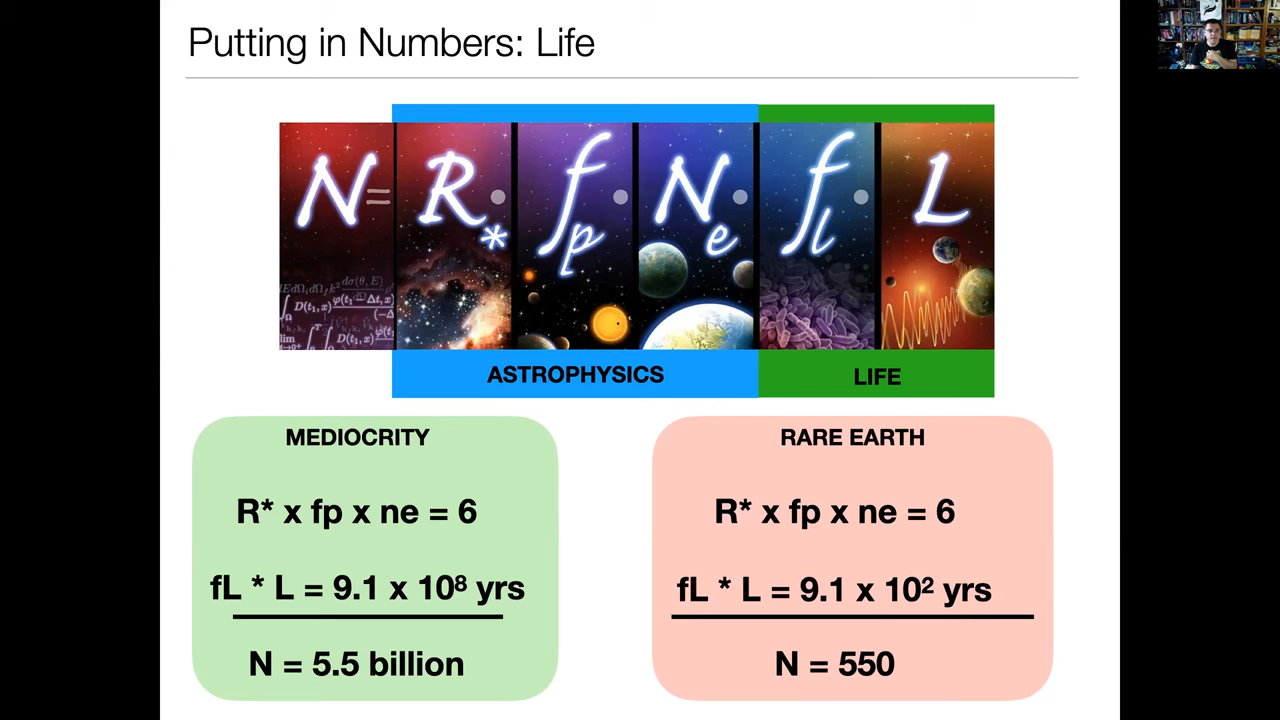 Putting in Numbers: Life
N = R* • fp • Ne • fl • L
ASTROPHYSICS
LIFE
MEDIOCRITY
R* x fp x ne = 6
fL * L = 9.1 x 10⁸ yrs
N = 5.5 billion
RARE EARTH
R* x fp x ne = 6
fL * L = 9.1 x 10² yrs
N = 550